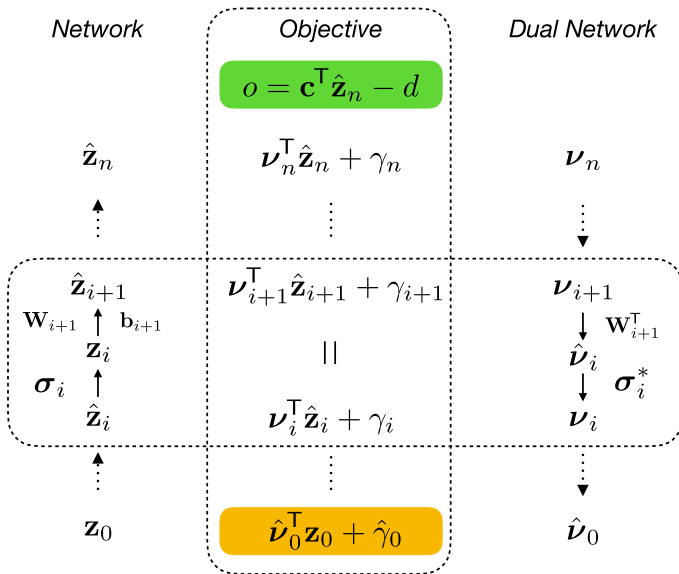 Network Objective Dual Network
o = c^T ẑ_n − d
ẑ_n ν_n^T ẑ_n + γ_n ν_n
ẑ_{i+1} ν_{i+1}^T ẑ_{i+1} + γ_{i+1} ν_{i+1}
W_{i+1} b_{i+1} W_{i+1}^T
z_i = ν̂_i
σ_i σ_i^*
ẑ_i ν_i^T ẑ_i + γ_i ν_i
z_0 ν̂_0^T z_0 + γ̂_0 ν̂_0